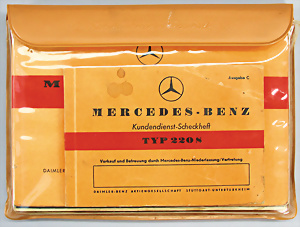 Ausgabe C
M
MERCEDES-BENZ
Kundendienst-Scheckheft
TYP 220S
Verkauf und Betreuung durch Mercedes-Benz-Niederlassung/Vertretung
DAIMLER
DAIMLER-BENZ AKTIENGESELLSCHAFT STUTTGART-UNTERTÜRKHEIM